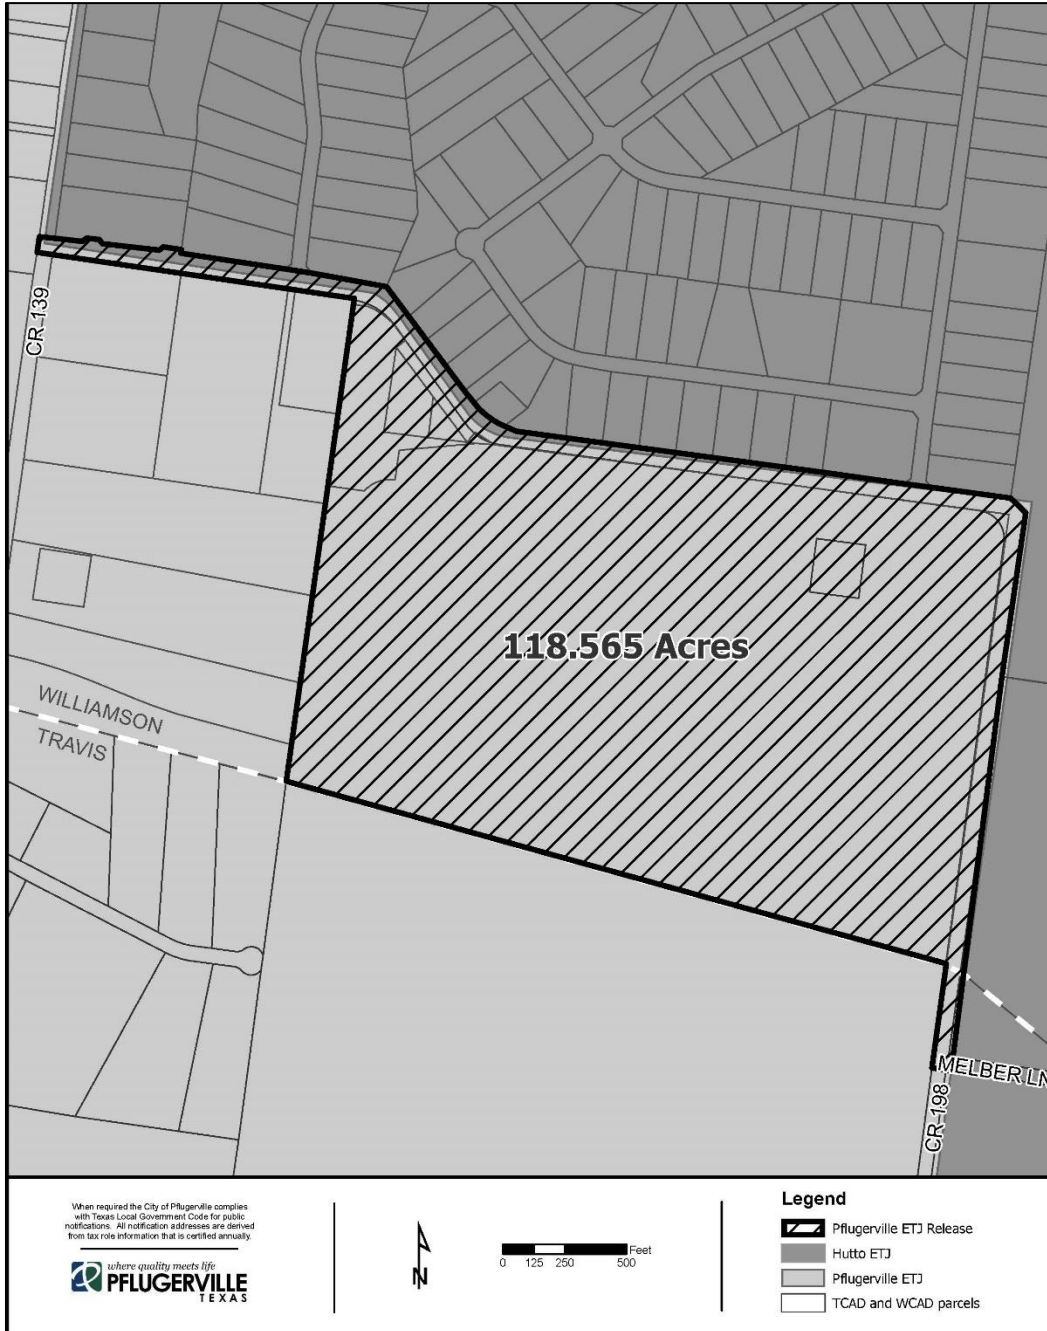 CR 139
118.565 Acres
WILLIAMSON
TRAVIS
MELBER LN
CR 198
When required the City of Pflugerville complies
with Texas Local Government Code for public
notifications. All notification addresses are derived
from tax role information that is certified annually.
where quality meets life
PFLUGERVILLE
TEXAS
N
Feet
0 125 250 500
Legend
Pflugerville ETJ Release
Hutto ETJ
Pflugerville ETJ
TCAD and WCAD parcels